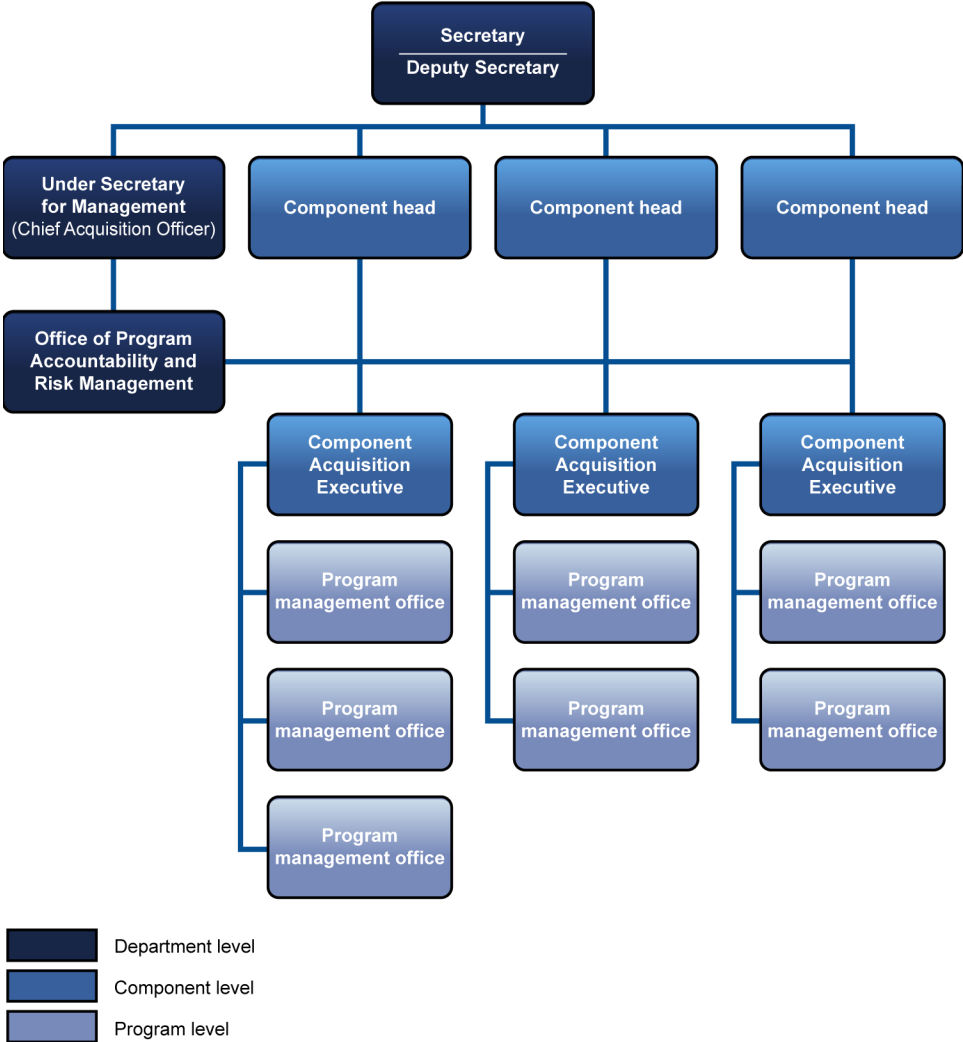 Secretary
Deputy Secretary
Under Secretary
for Management
(Chief Acquisition Officer)
Component head
Component head
Component head
Office of Program
Accountability and
Risk Management
Component
Acquisition
Executive
Component
Acquisition
Executive
Component
Acquisition
Executive
Program
management office
Program
management office
Program
management office
Program
management office
Program
management office
Program
management office
Program
management office
Department level
Component level
Program level